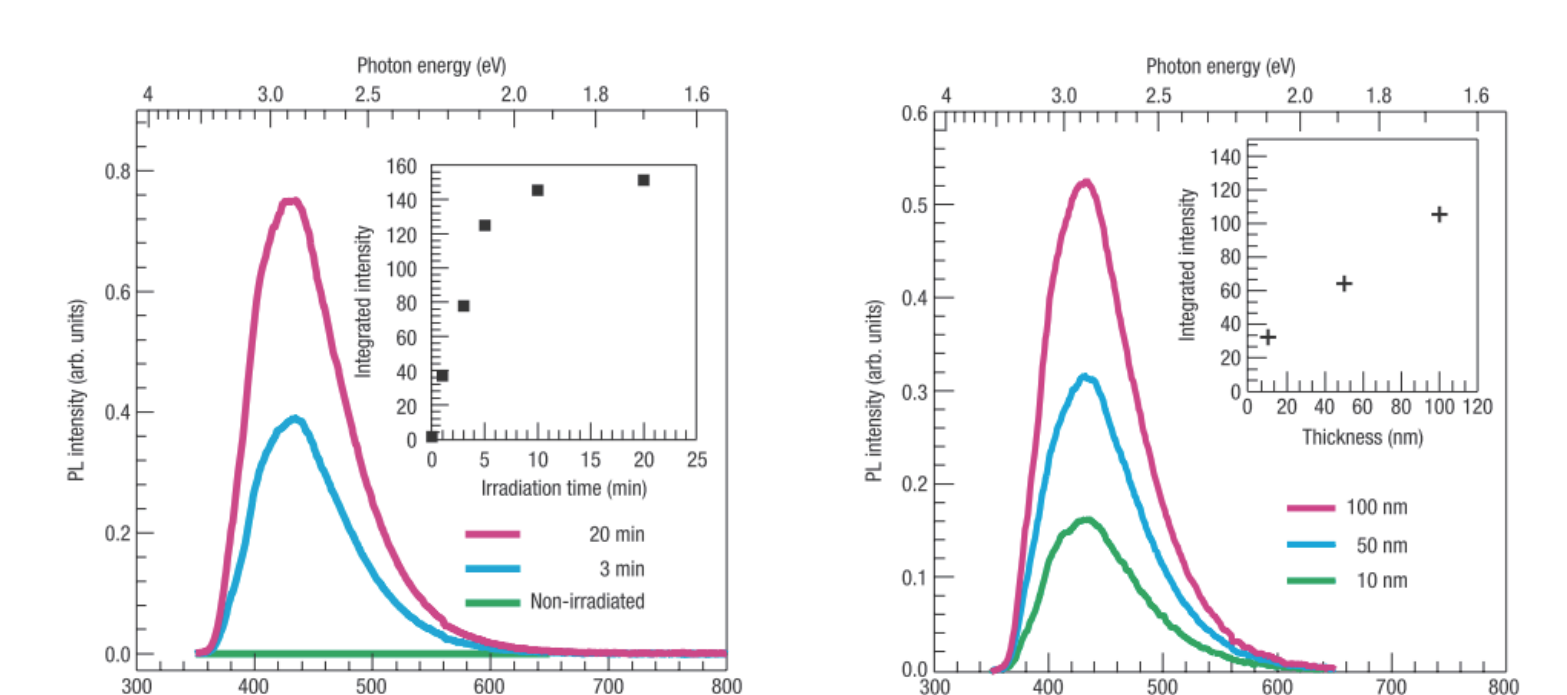 Photon energy (eV)
4 3.0 2.5 2.0 1.8 1.6
PL intensity (arb. units)
0.8
0.6
0.4
0.2
0.0
300 400 500 600 700 800
Integrated intensity
160
140
120
100
80
60
40
20
0
0 5 10 15 20 25
Irradiation time (min)
20 min
3 min
Non-irradiated
Photon energy (eV)
4 3.0 2.5 2.0 1.8 1.6
PL intensity (arb. units)
0.6
0.5
0.4
0.3
0.2
0.1
0.0
300 400 500 600 700 800
Integrated intensity
140
120
100
80
60
40
20
0
0 20 40 60 80 100 120
Thickness (nm)
100 nm
50 nm
10 nm